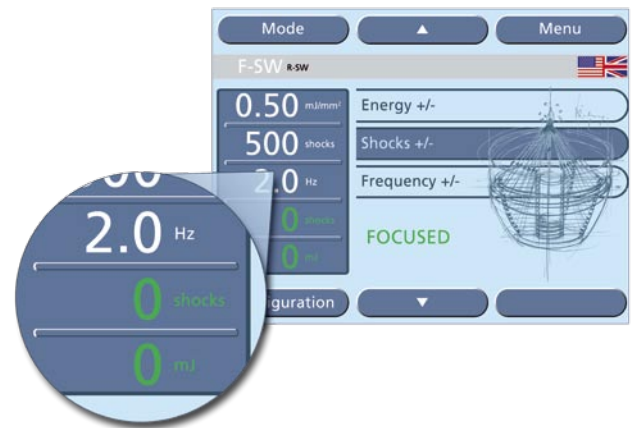 Mode
Menu
F-SW R-SW
0.50 mJ/mm²
Energy +/-
500 shocks
Shocks +/-
2.0 Hz
Frequency +/-
0 shocks
FOCUSED
0 mJ
2.0 Hz
0 shocks
0 mJ